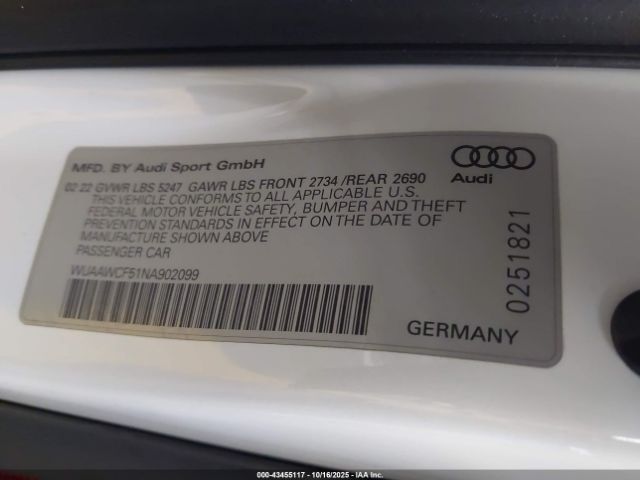 MFD. BY Audi Sport GmbH
02 22 GVWR LBS 5247 GAWR LBS FRONT 2734 /REAR 2690
THIS VEHICLE CONFORMS TO ALL APPLICABLE U.S.
FEDERAL MOTOR VEHICLE SAFETY, BUMPER AND THEFT
PREVENTION STANDARDS IN EFFECT ON THE DATE OF
MANUFACTURE SHOWN ABOVE
PASSENGER CAR
WUAAWCF51NA902099
Audi
0251821
GERMANY
000-43455117 - 10/16/2025 - IAA Inc.